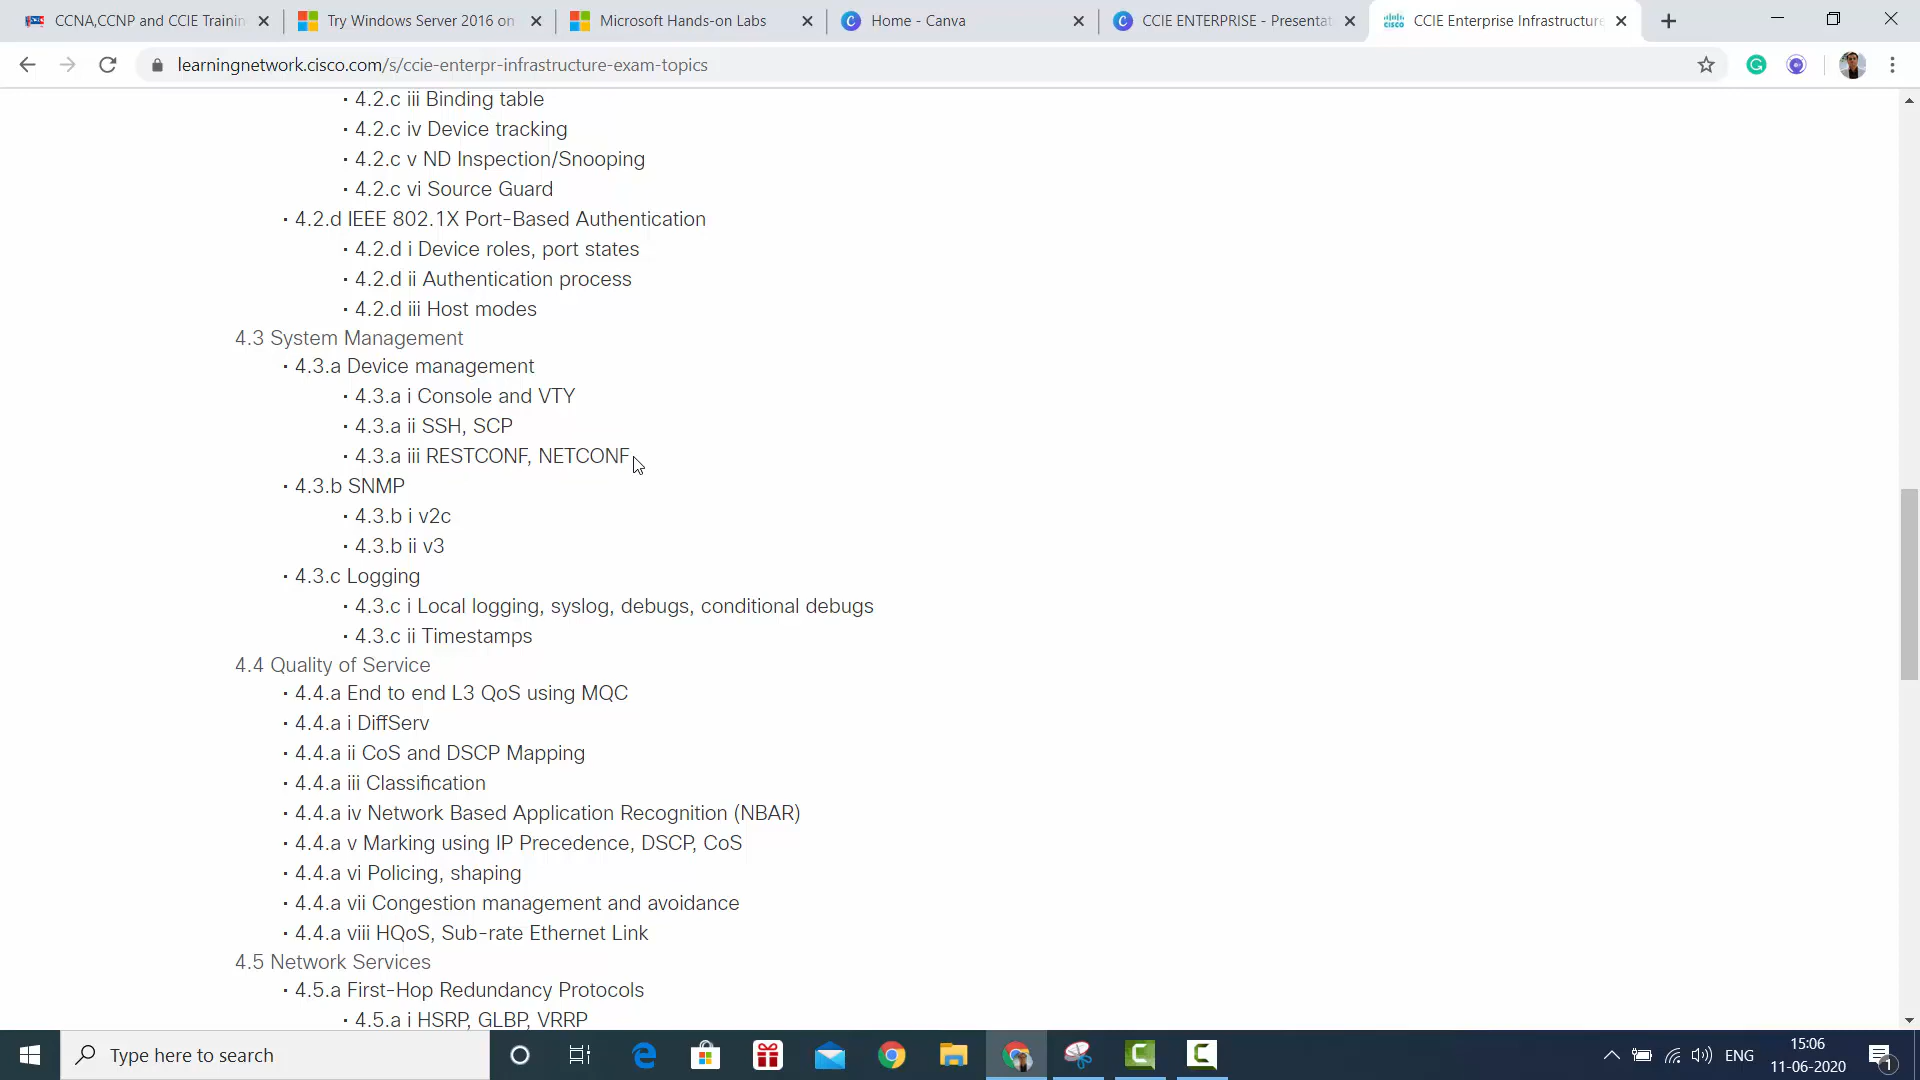 CCNA,CCNP and CCIE Trainin
Try Windows Server 2016 on
Microsoft Hands-on Labs
Home - Canva
CCIE ENTERPRISE - Presentat
CCIE Enterprise Infrastructure
learningnetwork.cisco.com/s/ccie-enterpr-infrastructure-exam-topics
· 4.2.c iii Binding table
· 4.2.c iv Device tracking
· 4.2.c v ND Inspection/Snooping
· 4.2.c vi Source Guard
· 4.2.d IEEE 802.1X Port-Based Authentication
· 4.2.d i Device roles, port states
· 4.2.d ii Authentication process
· 4.2.d iii Host modes
4.3 System Management
· 4.3.a Device management
· 4.3.a i Console and VTY
· 4.3.a ii SSH, SCP
· 4.3.a iii RESTCONF, NETCONF
· 4.3.b SNMP
· 4.3.b i v2c
· 4.3.b ii v3
· 4.3.c Logging
· 4.3.c i Local logging, syslog, debugs, conditional debugs
· 4.3.c ii Timestamps
4.4 Quality of Service
· 4.4.a End to end L3 QoS using MQC
· 4.4.a i DiffServ
· 4.4.a ii CoS and DSCP Mapping
· 4.4.a iii Classification
· 4.4.a iv Network Based Application Recognition (NBAR)
· 4.4.a v Marking using IP Precedence, DSCP, CoS
· 4.4.a vi Policing, shaping
· 4.4.a vii Congestion management and avoidance
· 4.4.a viii HQoS, Sub-rate Ethernet Link
4.5 Network Services
· 4.5.a First-Hop Redundancy Protocols
· 4.5.a i HSRP, GLBP, VRRP
Type here to search
ENG
15:06
11-06-2020
1